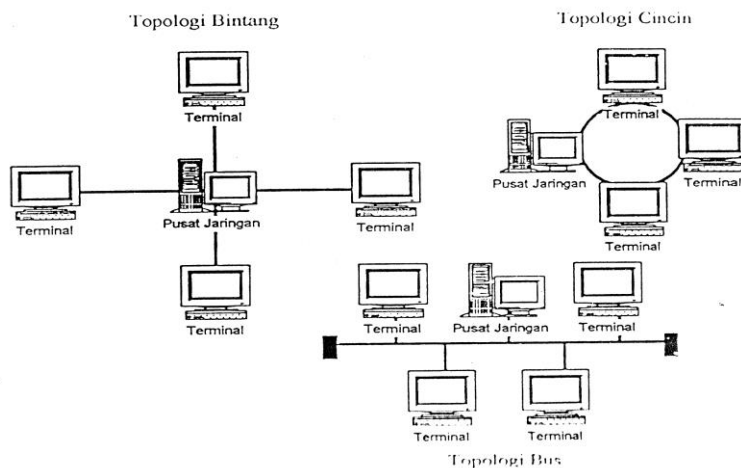 Topologi Bintang
Terminal
Terminal
Pusat Jaringan
Terminal
Terminal
Topologi Cincin
Terminal
Pusat Jaringan
Terminal
Terminal
Terminal
Pusat Jaringan
Terminal
Terminal
Terminal
Topologi Bus